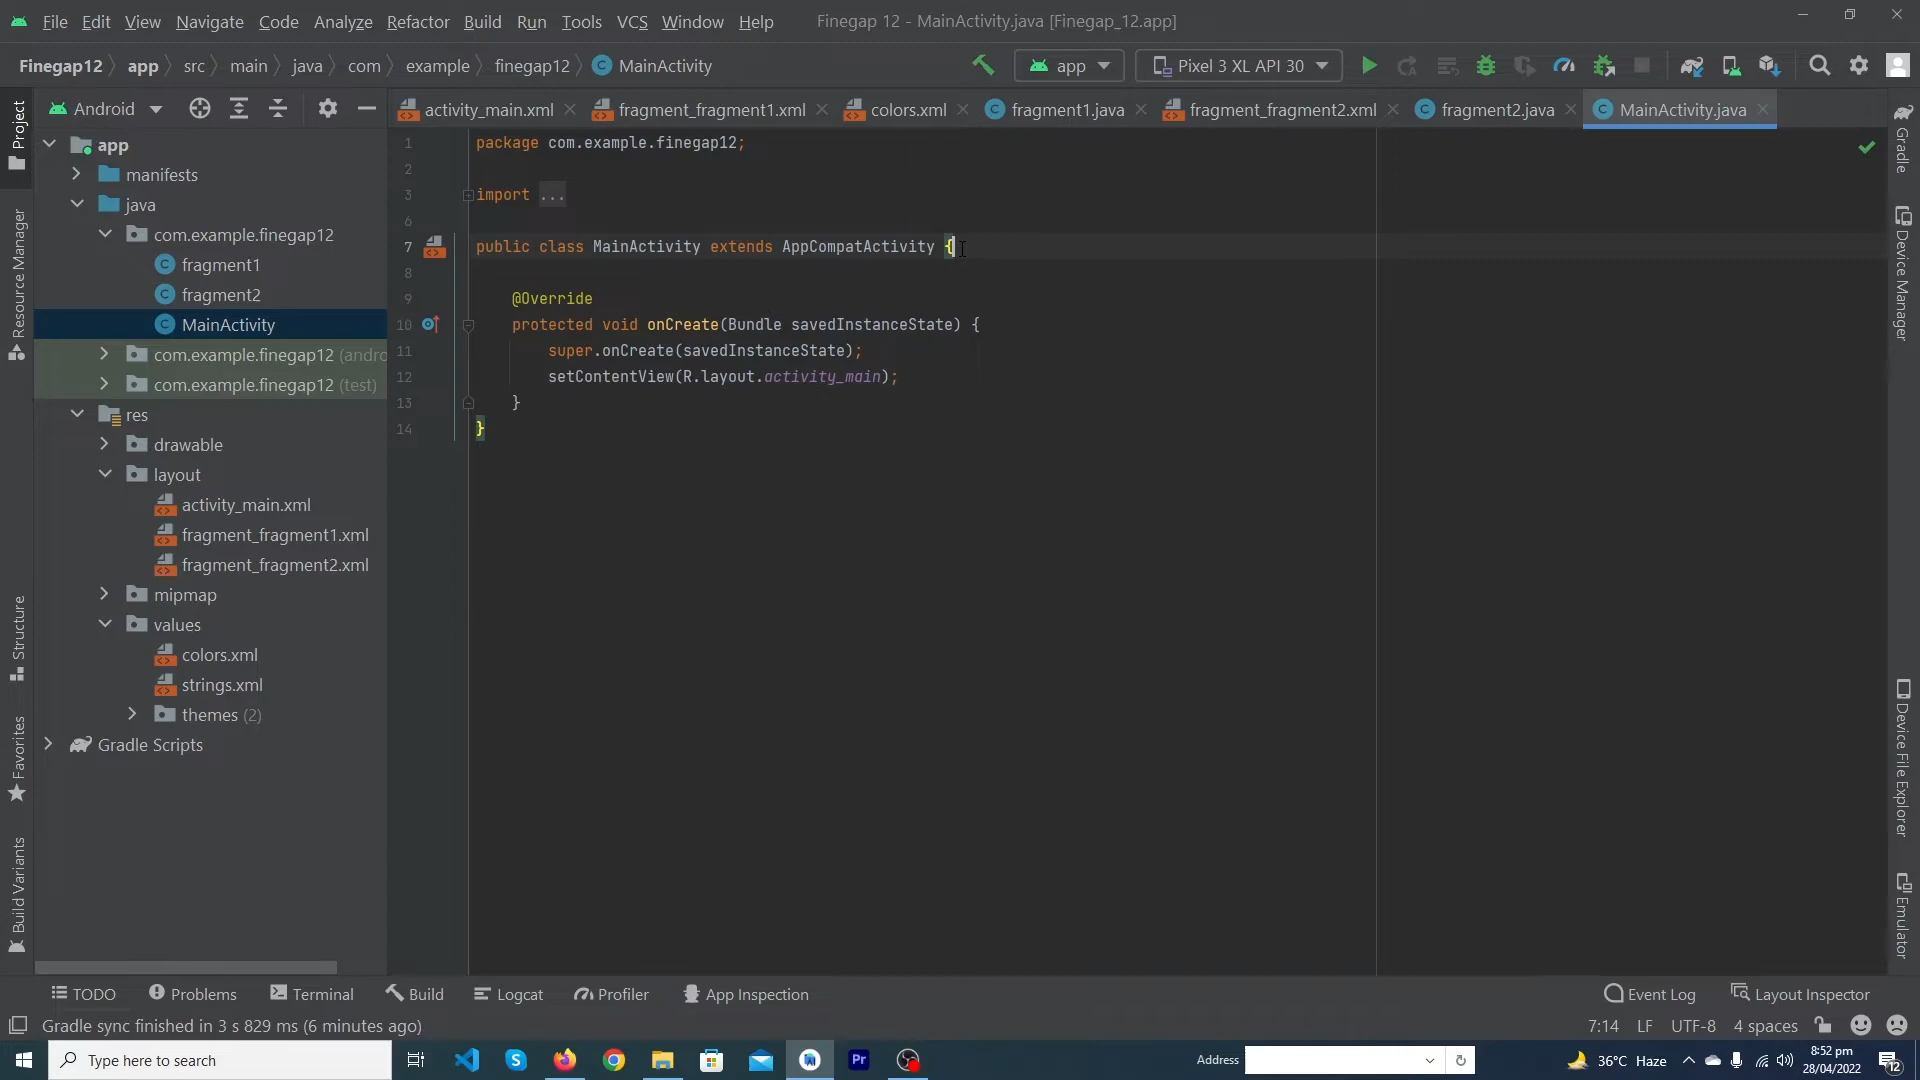 File Edit View Navigate Code Analyze Refactor Build Run Tools VCS Window Help Finegap 12 - MainActivity.java [Finegap_12.app]
Finegap12 app src main java com example finegap12 MainActivity app Pixel 3 XL API 30
Android activity_main.xml fragment_fragment1.xml colors.xml fragment1.java fragment_fragment2.xml fragment2.java MainActivity.java
Project
Resource Manager
Structure
Favorites
Build Variants
app
manifests
java
com.example.finegap12
fragment1
fragment2
MainActivity
com.example.finegap12 (andro
com.example.finegap12 (test)
res
drawable
layout
activity_main.xml
fragment_fragment1.xml
fragment_fragment2.xml
mipmap
values
colors.xml
strings.xml
themes (2)
Gradle Scripts
1 package com.example.finegap12;
2
3 import ...
6
7 public class MainActivity extends AppCompatActivity {
8
9 @Override
10 protected void onCreate(Bundle savedInstanceState) {
11 super.onCreate(savedInstanceState);
12 setContentView(R.layout.activity_main);
13 }
14 }
Gradle
Device Manager
Device File Explorer
Emulator
TODO Problems Terminal Build Logcat Profiler App Inspection Event Log Layout Inspector
Gradle sync finished in 3 s 829 ms (6 minutes ago) 7:14 LF UTF-8 4 spaces
Type here to search Pr Address 36°C Haze 8:52 pm
28/04/2022 12